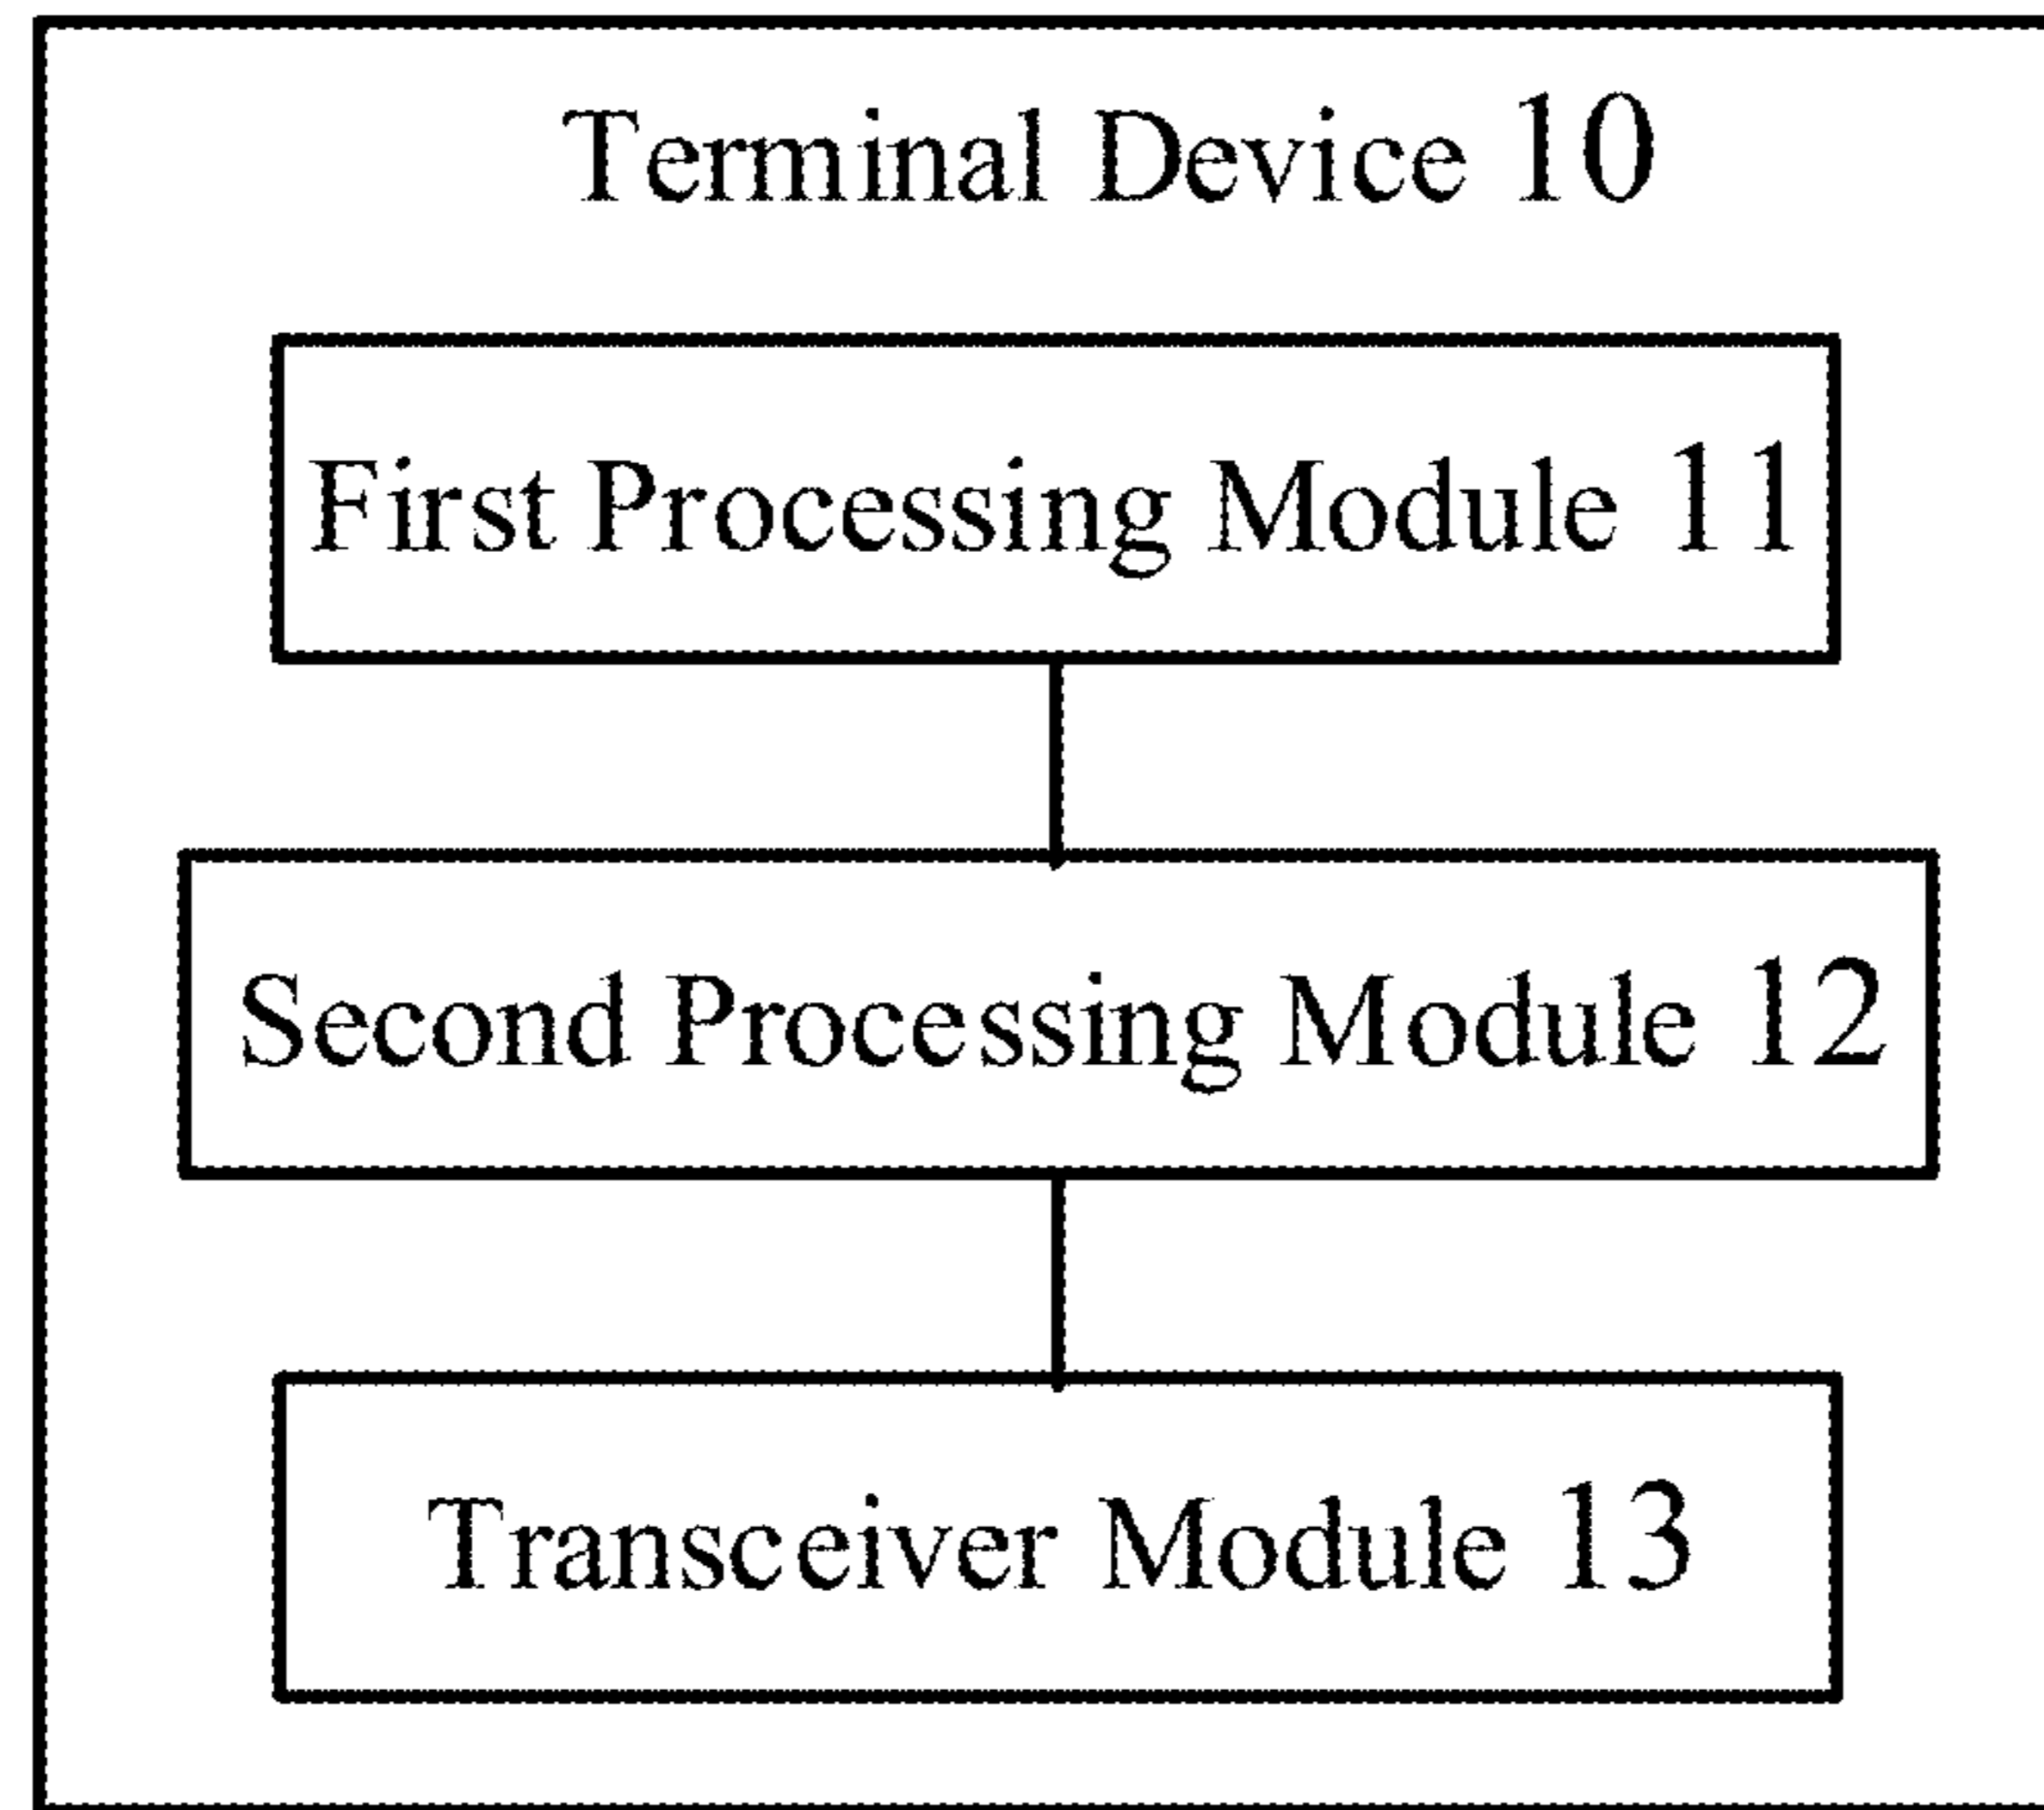 Terminal Device 10
First Processing Module 11
Second Processing Module 12
Transceiver Module 13